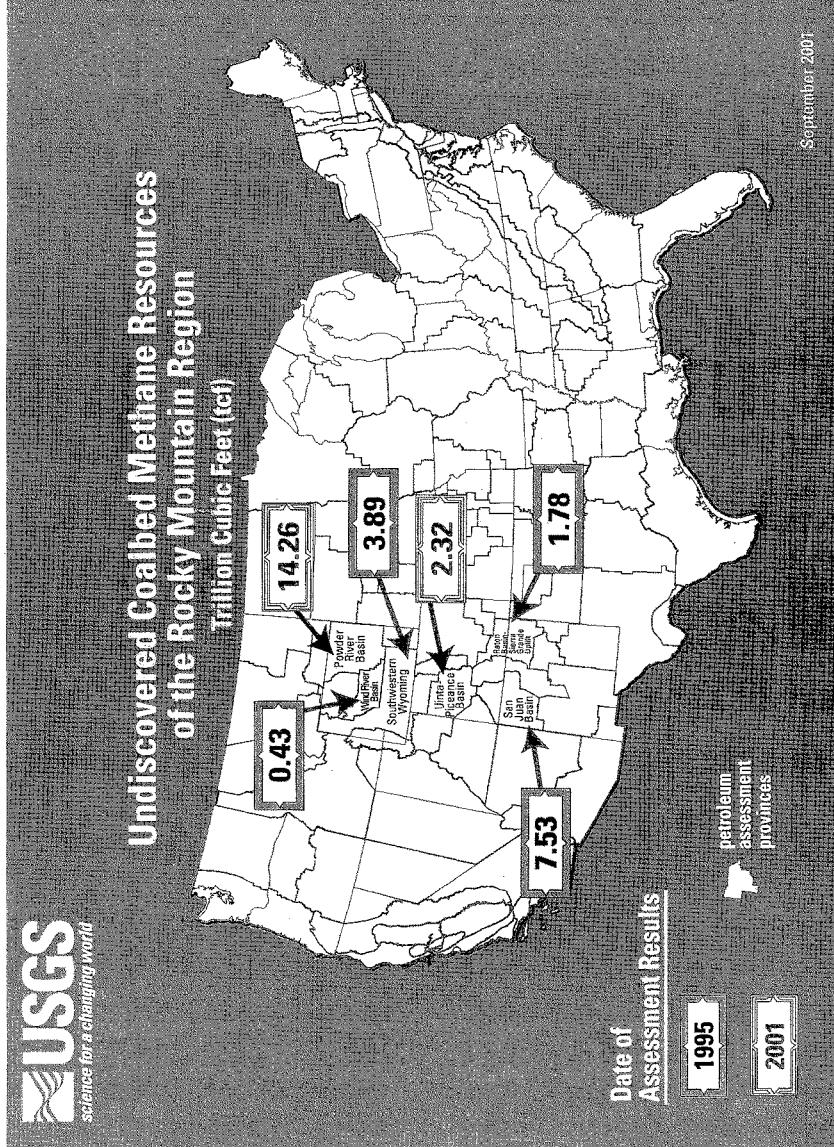 USGS
science for a changing world
Undiscovered Coalbed Methane Resources
of the Rocky Mountain Region
Trillion Cubic Feet (tcf)
0.43
14.26
3.89
2.32
1.78
7.53
Powder
River
Basin
Wind River
Basin
Southwestern
Wyoming
Uinta-
Piceance
Basin
San
Juan
Basin
Raton
Basin-
Sierra
Grande
Uplift
Date of
Assessment Results
1995
2001
petroleum
assessment
provinces
September 2001